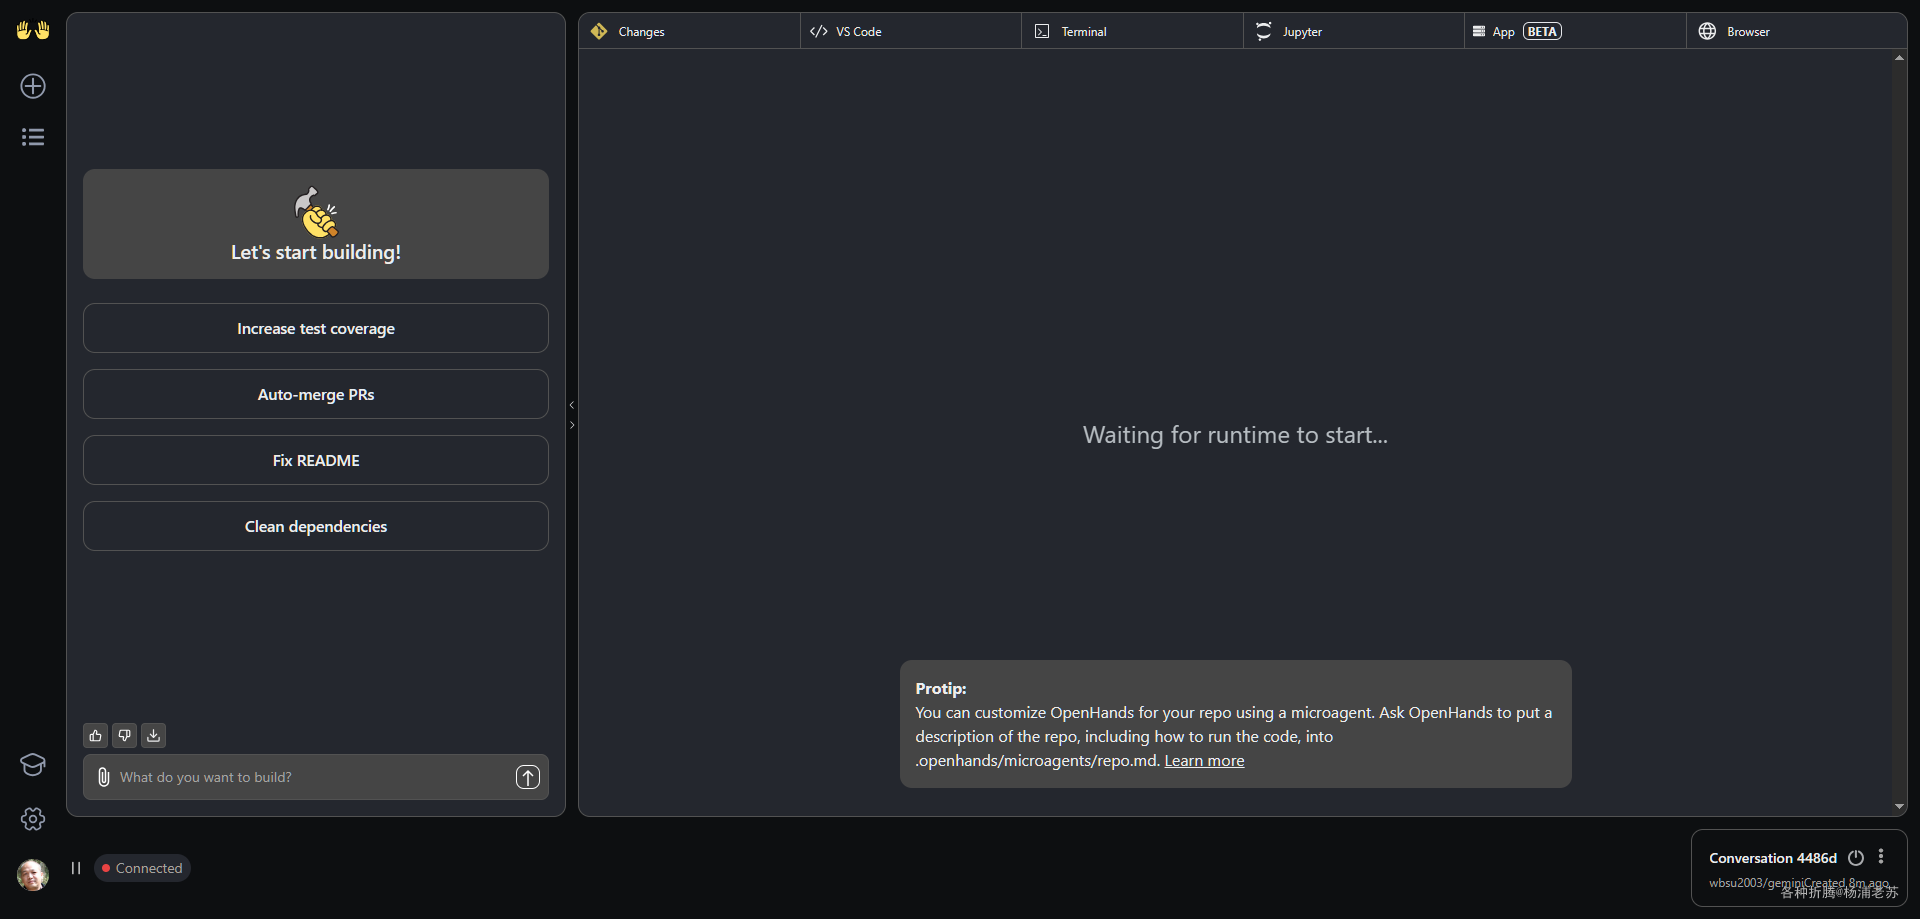 Changes
VS Code
Terminal
Jupyter
App BETA
Browser
Let's start building!
Increase test coverage
Auto-merge PRs
Fix README
Clean dependencies
Waiting for runtime to start...
Protip:
You can customize OpenHands for your repo using a microagent. Ask OpenHands to put a
description of the repo, including how to run the code, into
.openhands/microagents/repo.md. Learn more
What do you want to build?
Connected
Conversation 4486d
wbsu2003/geminiCreated 8m ago
各种折腾@杨浦老苏